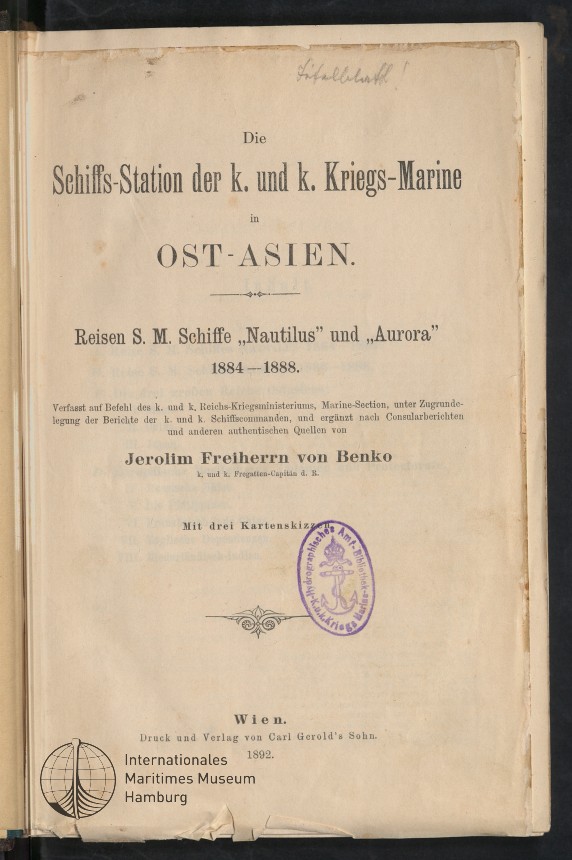 Titelblatt!
Die
Schiffs-Station der k. und k. Kriegs-Marine
in
OST-ASIEN.
Reisen S. M. Schiffe „Nautilus” und „Aurora”
1884—1888.
Verfasst auf Befehl des k. und k. Reichs-Kriegsministeriums, Marine-Section, unter Zugrunde-
legung der Berichte der k. und k. Schiffscommanden, und ergänzt nach Consularberichten
und anderen authentischen Quellen von
Jerolim Freiherrn von Benko
k. und k. Fregatten-Capitän d. R.
Mit drei Kartenskizzen.
Hydrographisches Amt-Bibliothek
K.u.k. Kriegs Marine
Wien.
Druck und Verlag von Carl Gerold's Sohn.
1892.
Internationales
Maritimes Museum
Hamburg